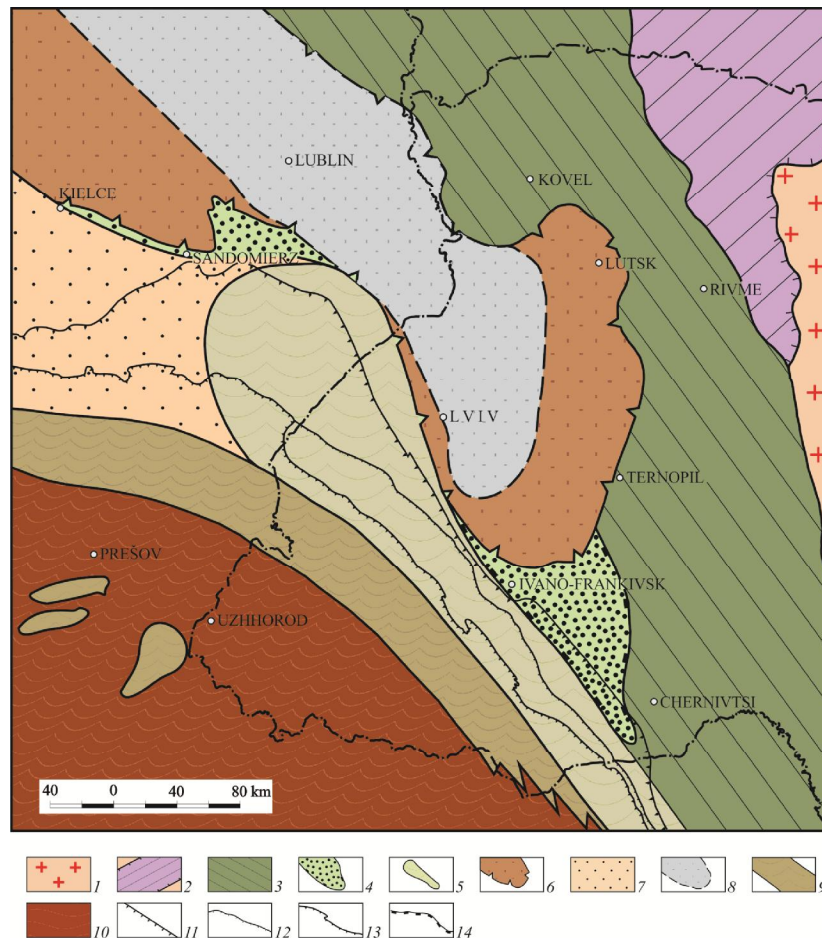 LUBLIN
KOVEL
KIELCE
SANDOMIERZ
LUTSK
RIVME
LVIV
TERNOPIL
PREŠOV
IVANO-FRANKIVSK
UZHHOROD
CHERNIVTSI
40 0 40 80 km
1 2 3 4 5 6 7 8 9
10 11 12 13 14